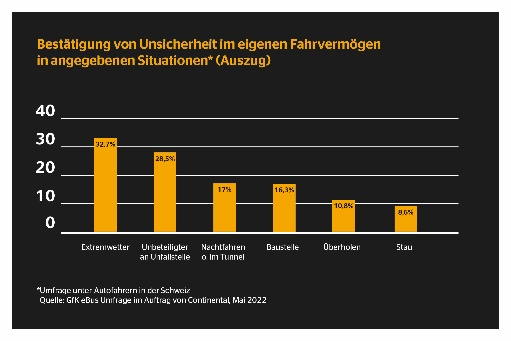 Bestätigung von Unsicherheit im eigenen Fahrvermögen
in angegebenen Situationen* (Auszug)
40
30
20
10
0
32,7%
28,5%
17%
16,3%
10,8%
8,6%
Extremwetter
Unbeteiligter
an Unfallstelle
Nachtfahren
o. im Tunnel
Baustelle
Überholen
Stau
*Umfrage unter Autofahrern in der Schweiz
Quelle: GfK eBus Umfrage im Auftrag von Continental, Mai 2022